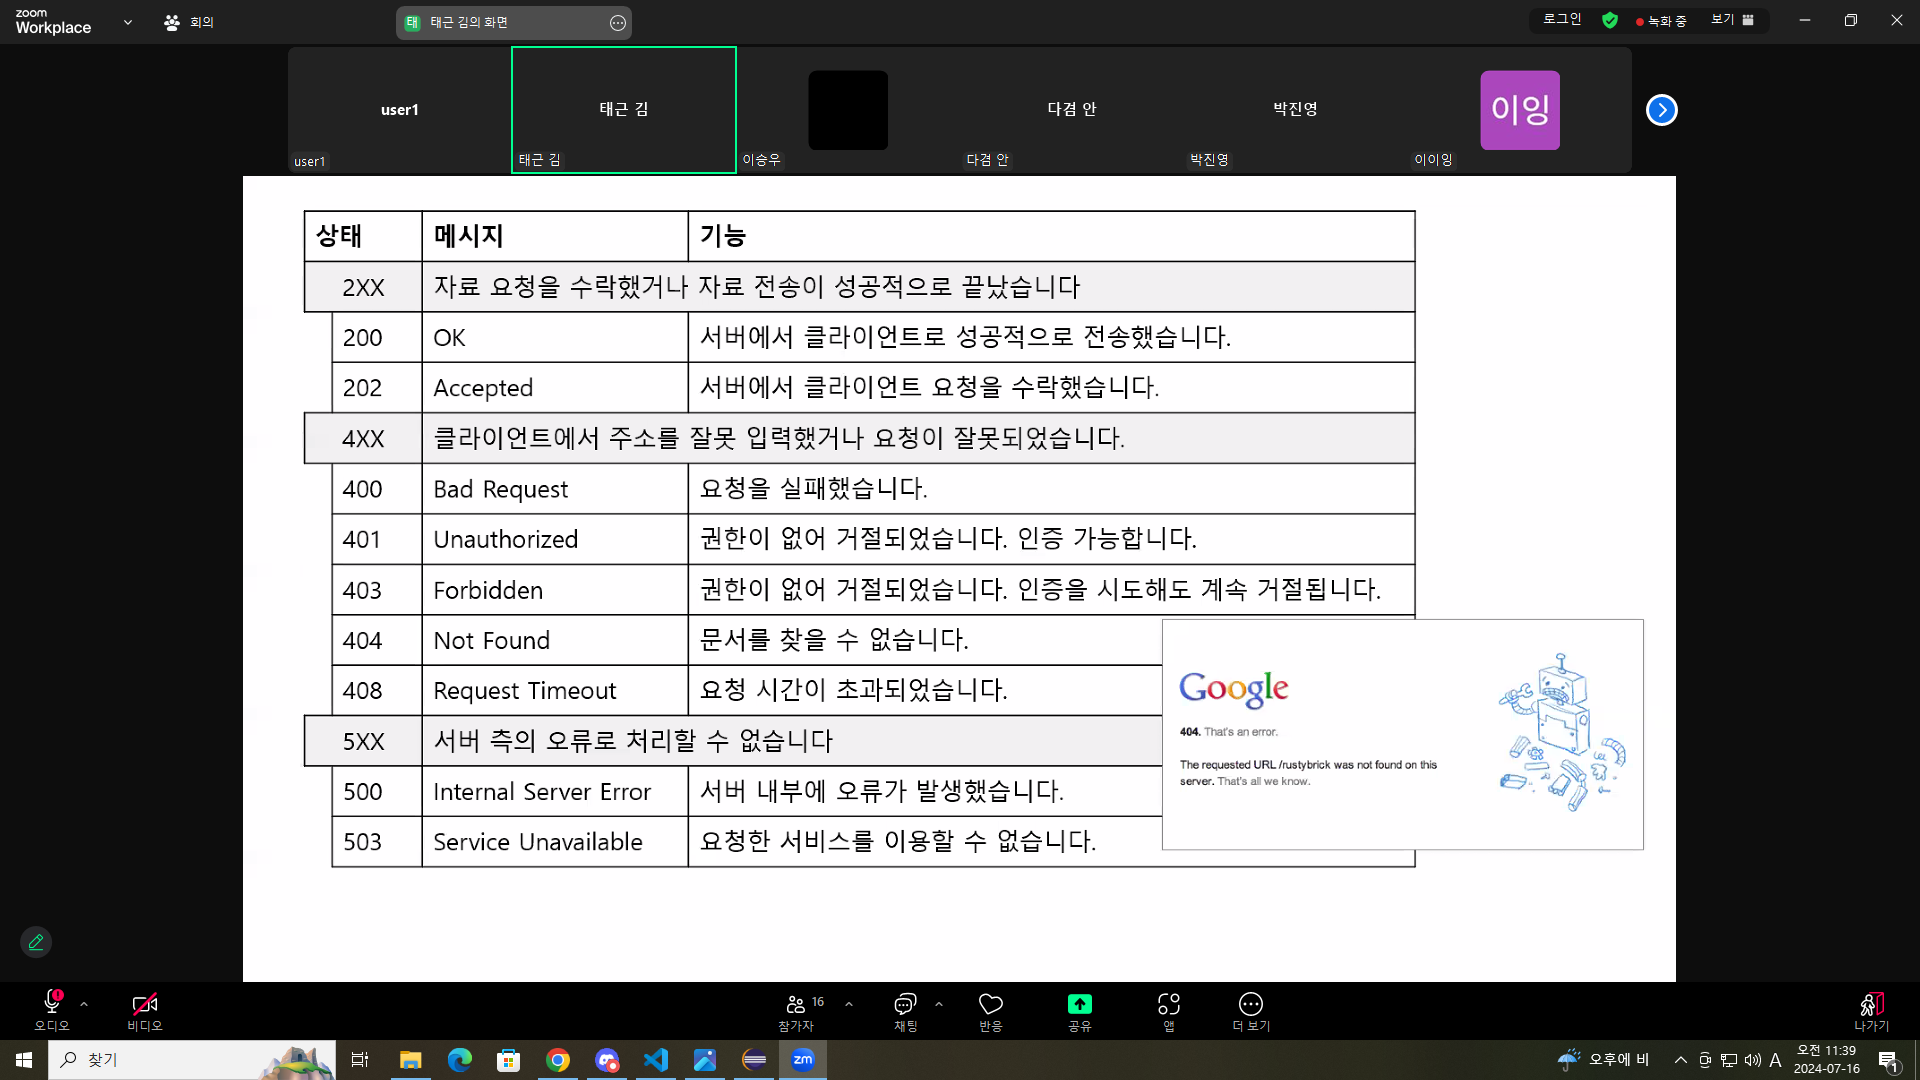 zoom
Workplace
회의
태 태근 김의 화면
로그인
녹화 중
보기
user1
태근 김
다겸 안
박진영
이잉
user1
태근 김
이승우
다겸 안
박진영
이이잉
상태 메시지 기능
2XX 자료 요청을 수락했거나 자료 전송이 성공적으로 끝났습니다
200 OK 서버에서 클라이언트로 성공적으로 전송했습니다.
202 Accepted 서버에서 클라이언트 요청을 수락했습니다.
4XX 클라이언트에서 주소를 잘못 입력했거나 요청이 잘못되었습니다.
400 Bad Request 요청을 실패했습니다.
401 Unauthorized 권한이 없어 거절되었습니다. 인증 가능합니다.
403 Forbidden 권한이 없어 거절되었습니다. 인증을 시도해도 계속 거절됩니다.
404 Not Found 문서를 찾을 수 없습니다.
408 Request Timeout 요청 시간이 초과되었습니다.
5XX 서버 측의 오류로 처리할 수 없습니다
500 Internal Server Error 서버 내부에 오류가 발생했습니다.
503 Service Unavailable 요청한 서비스를 이용할 수 없습니다.
Google
404. That's an error.
The requested URL /rustybrick was not found on this
server. That's all we know.
오디오
비디오
16
참가자
채팅
반응
공유
앱
더 보기
나가기
찾기
zm
오후에 비
A
오전 11:39
2024-07-16
1